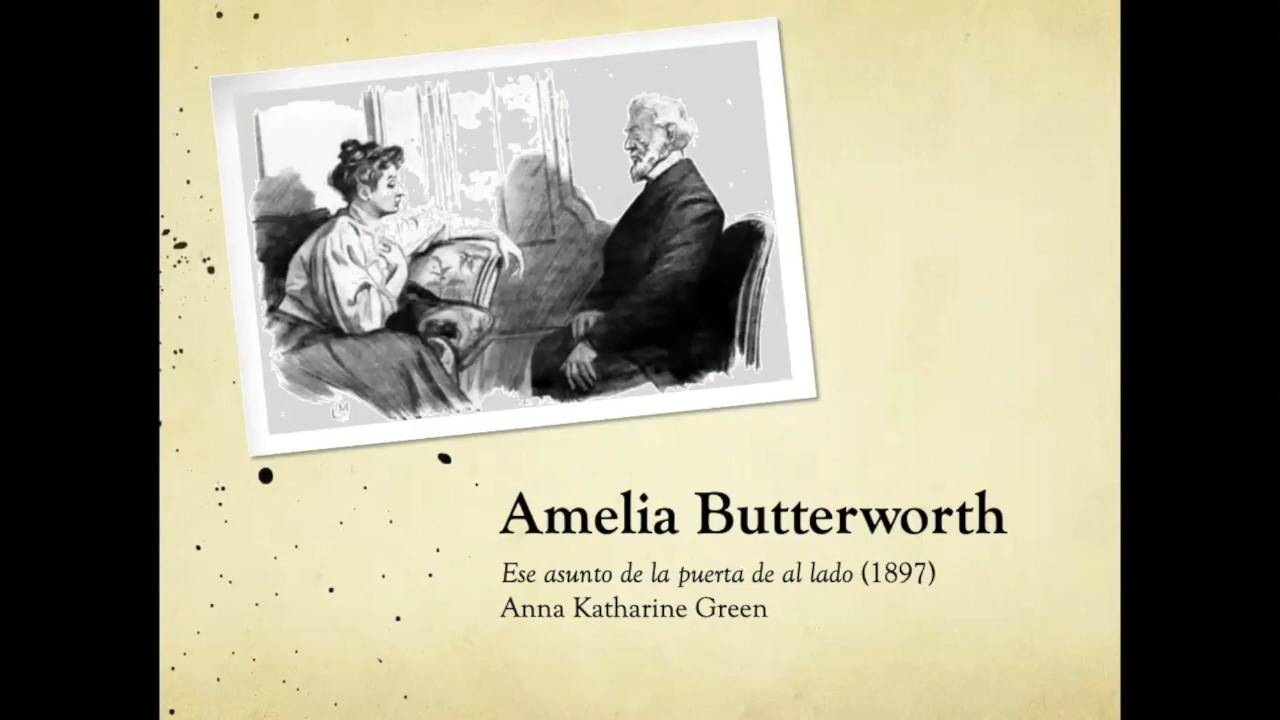 Amelia Butterworth
Ese asunto de la puerta de al lado (1897)
Anna Katharine Green